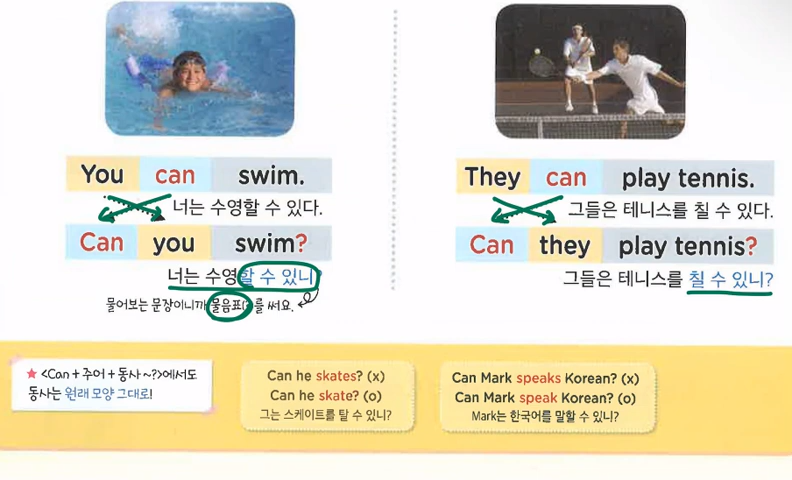 You can swim.
너는 수영할 수 있다.
Can you swim?
너는 수영할 수 있니?
물어보는 문장이니까 물음표(?)를 써요.
They can play tennis.
그들은 테니스를 칠 수 있다.
Can they play tennis?
그들은 테니스를 칠 수 있니?
★ <Can + 주어 + 동사 ~?>에서도
동사는 원래 모양 그대로!
Can he skates? (x)
Can he skate? (o)
그는 스케이트를 탈 수 있니?
Can Mark speaks Korean? (x)
Can Mark speak Korean? (o)
Mark는 한국어를 말할 수 있니?